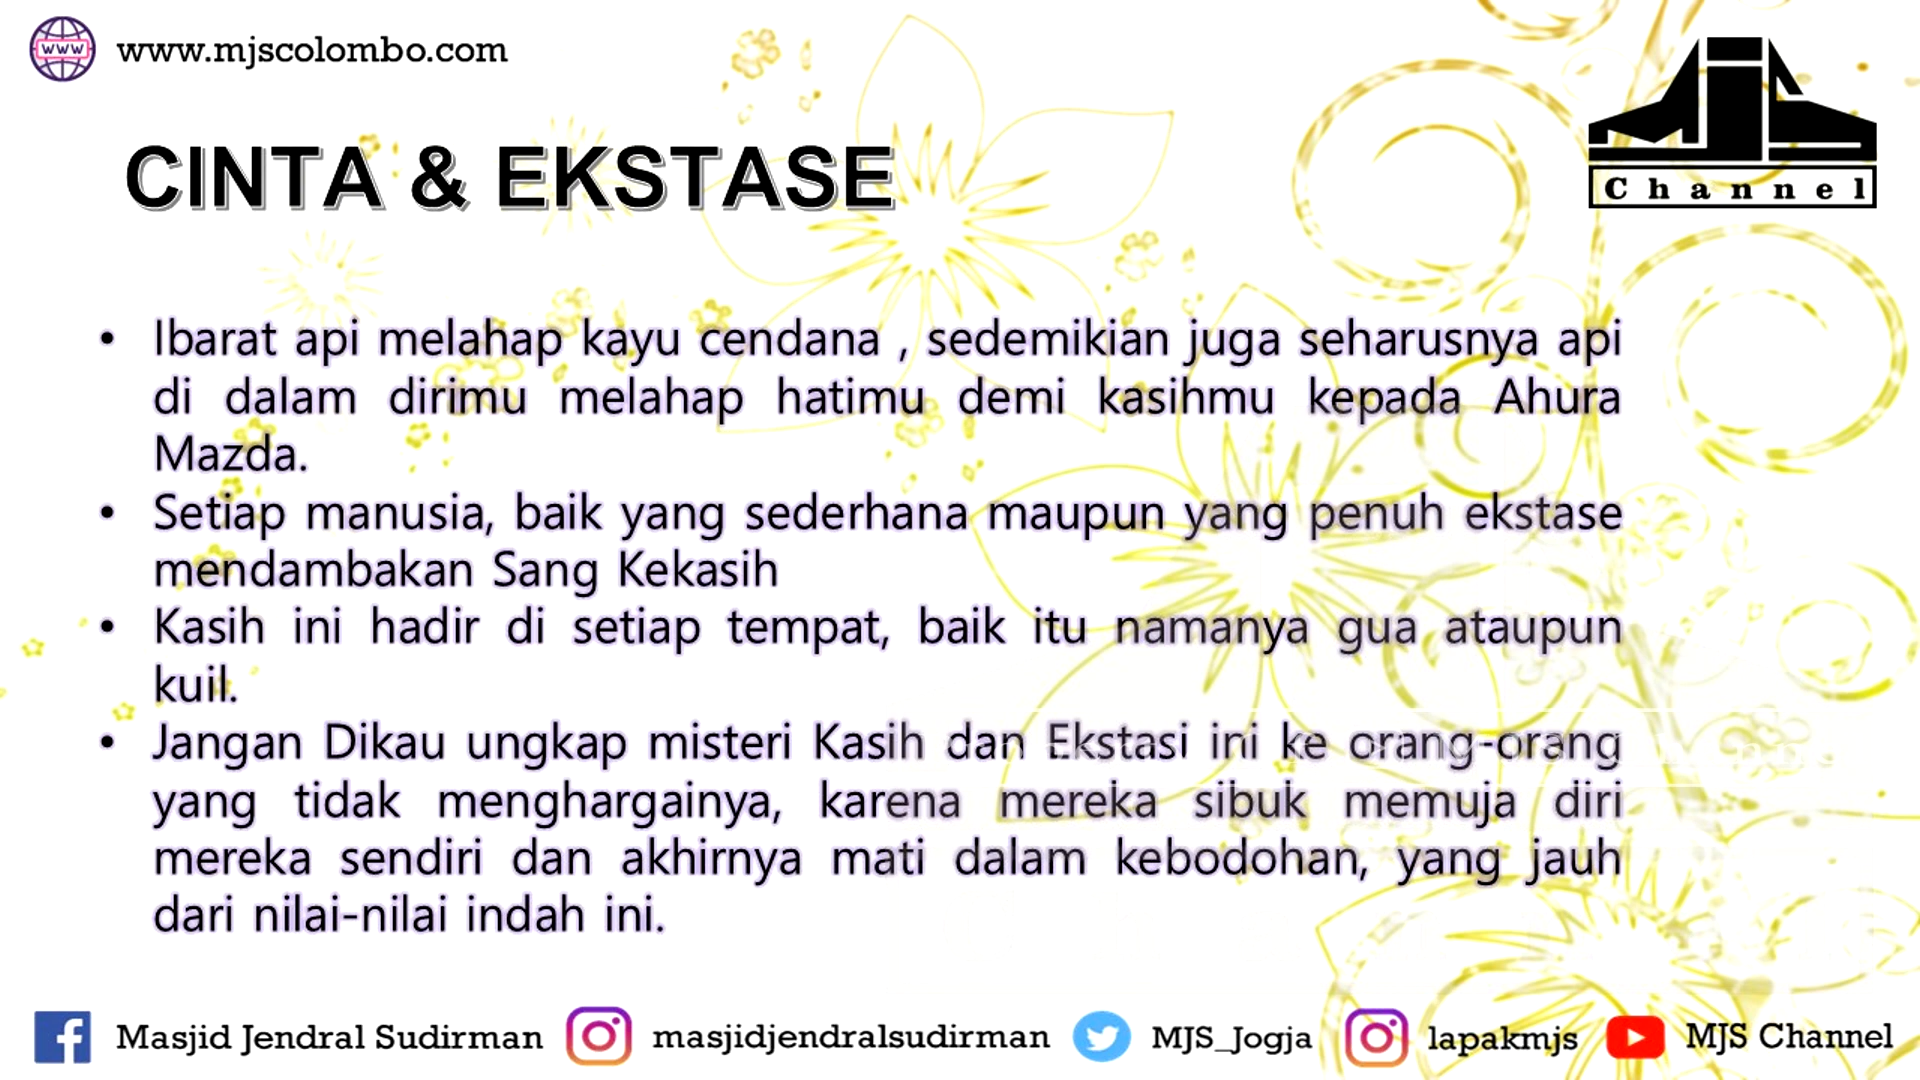 www.mjscolombo.com
CINTA & EKSTASE
MJS
Channel
• Ibarat api melahap kayu cendana , sedemikian juga seharusnya api
di dalam dirimu melahap hatimu demi kasihmu kepada Ahura
Mazda.
• Setiap manusia, baik yang sederhana maupun yang penuh ekstase
mendambakan Sang Kekasih
• Kasih ini hadir di setiap tempat, baik itu namanya gua ataupun
kuil.
• Jangan Dikau ungkap misteri Kasih dan Ekstasi ini ke orang-orang
yang tidak menghargainya, karena mereka sibuk memuja diri
mereka sendiri dan akhirnya mati dalam kebodohan, yang jauh
dari nilai-nilai indah ini.
Masjid Jendral Sudirman masjidjendralsudirman MJS_Jogja lapakmjs MJS Channel